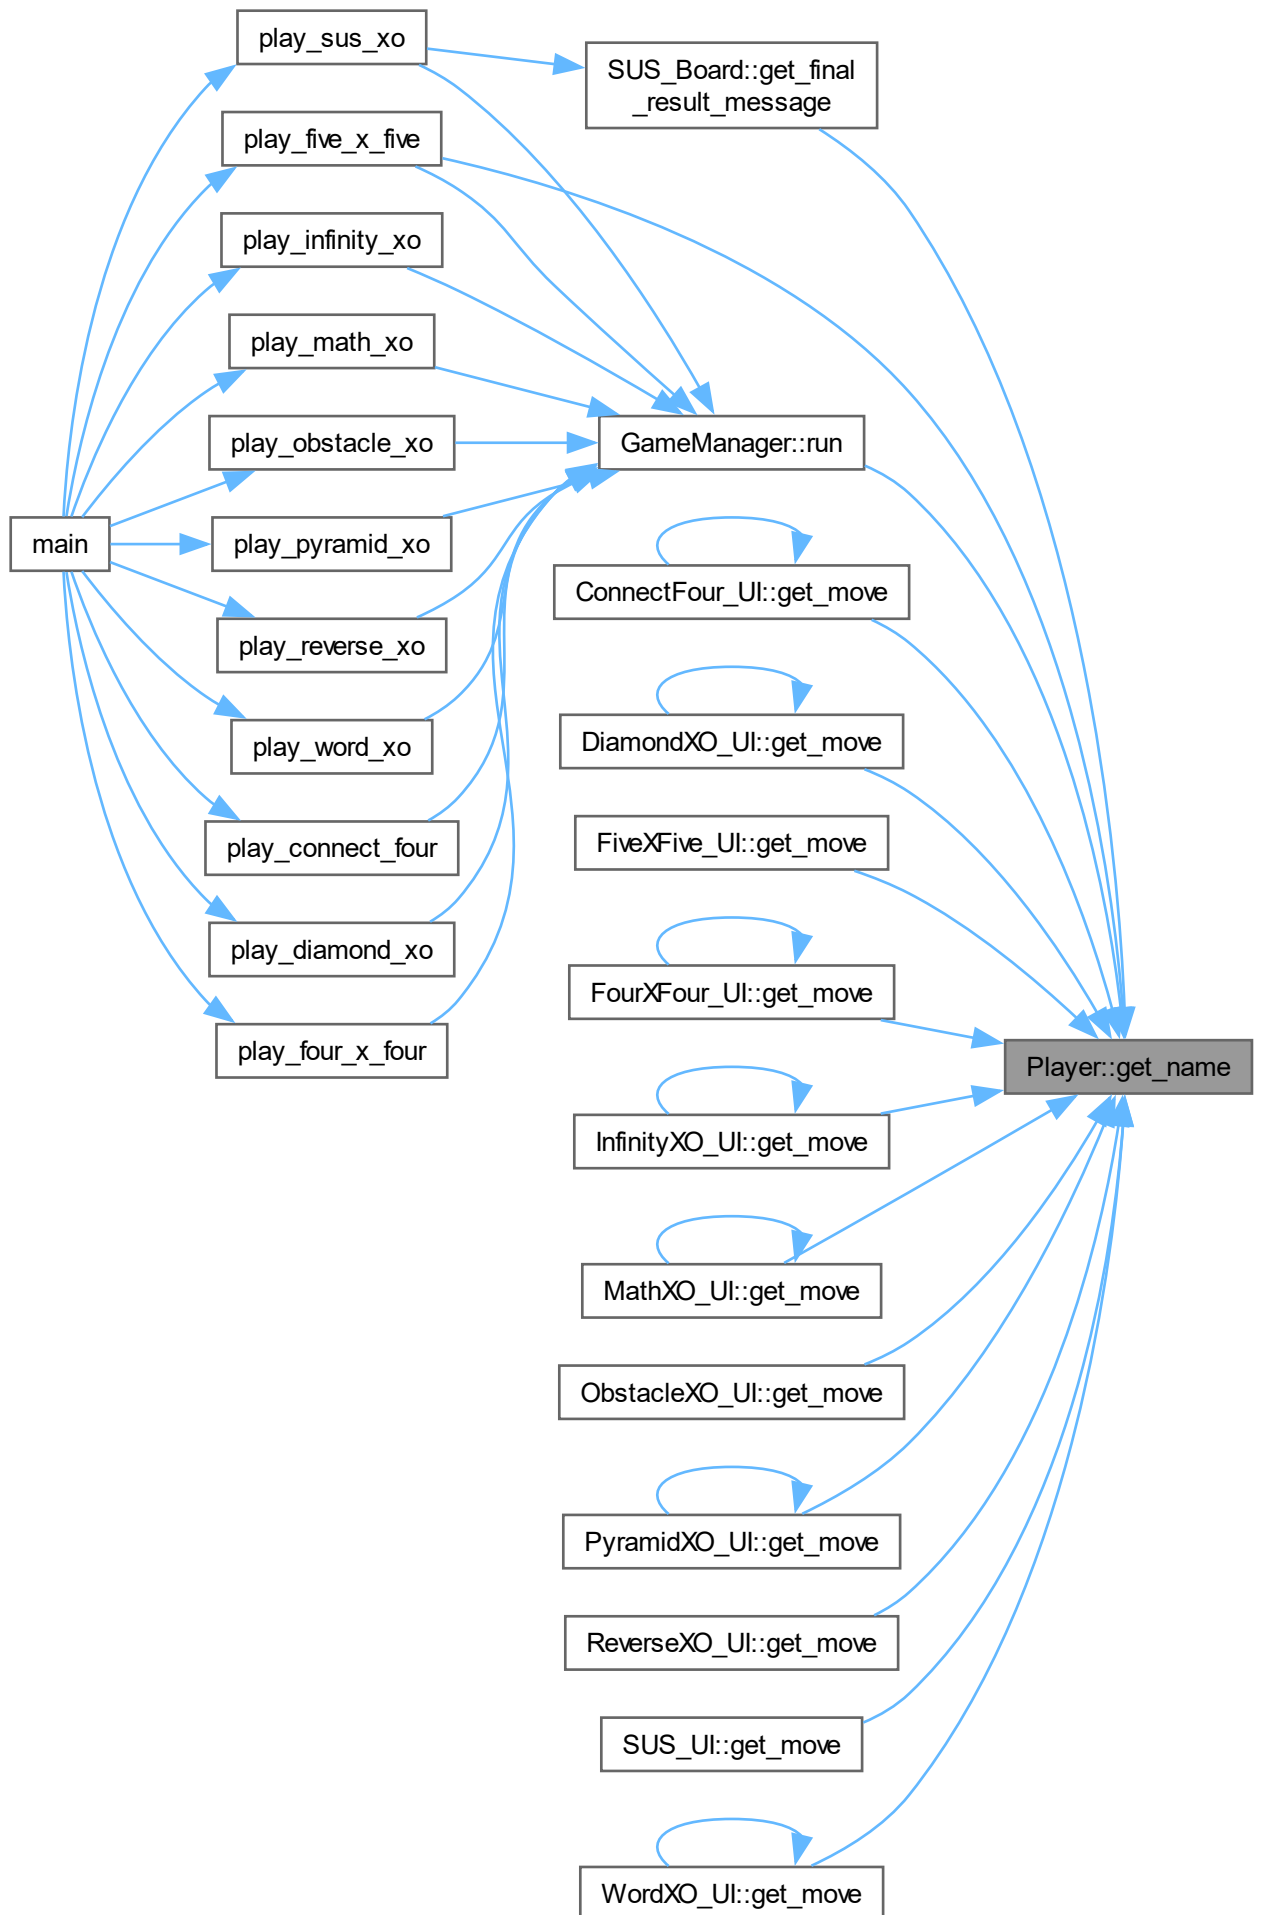 play_sus_xo
SUS_Board::get_final
_result_message
play_five_x_five
play_infinity_xo
play_math_xo
GameManager::run
play_obstacle_xo
main
play_pyramid_xo
ConnectFour_UI::get_move
play_reverse_xo
DiamondXO_UI::get_move
play_word_xo
FiveXFive_UI::get_move
play_connect_four
play_diamond_xo
FourXFour_UI::get_move
play_four_x_four
Player::get_name
InfinityXO_UI::get_move
MathXO_UI::get_move
ObstacleXO_UI::get_move
PyramidXO_UI::get_move
ReverseXO_UI::get_move
SUS_UI::get_move
WordXO_UI::get_move